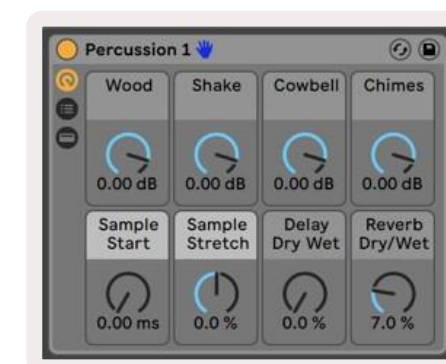 Percussion 1
Wood Shake Cowbell Chimes
0.00 dB 0.00 dB 0.00 dB 0.00 dB
Sample Sample Delay Reverb
Start Stretch Dry Wet Dry/Wet
0.00 ms 0.0 % 0.0 % 7.0 %